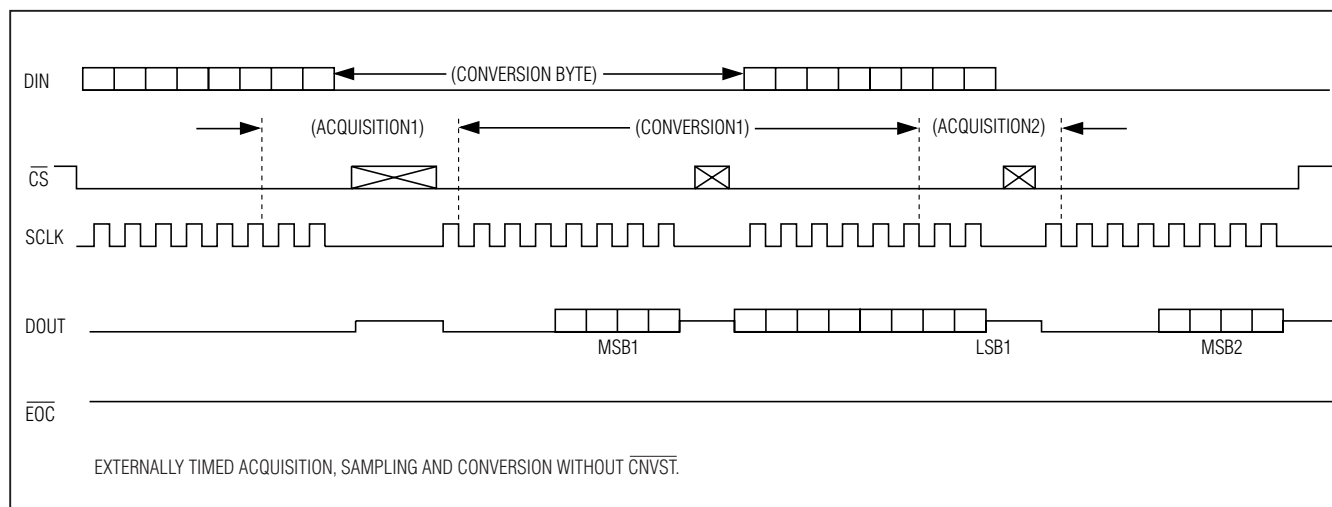 DIN
(CONVERSION BYTE)
(ACQUISITION1)
(CONVERSION1)
(ACQUISITION2)
CS
SCLK
DOUT
MSB1
LSB1
MSB2
EOC
EXTERNALLY TIMED ACQUISITION, SAMPLING AND CONVERSION WITHOUT CNVST.